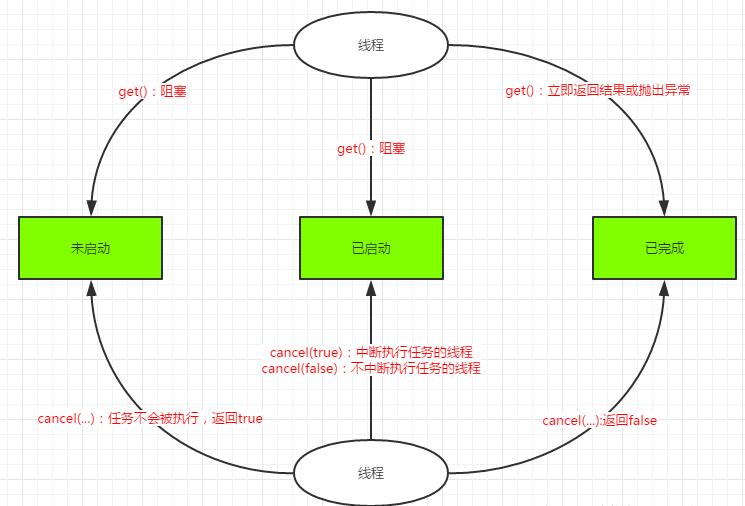 线程
get()：阻塞
get()：立即返回结果或抛出异常
get()：阻塞
未启动
已启动
已完成
cancel(true)：中断执行任务的线程
cancel(false)：不中断执行任务的线程
cancel(...)：任务不会被执行，返回true
cancel(...):返回false
线程